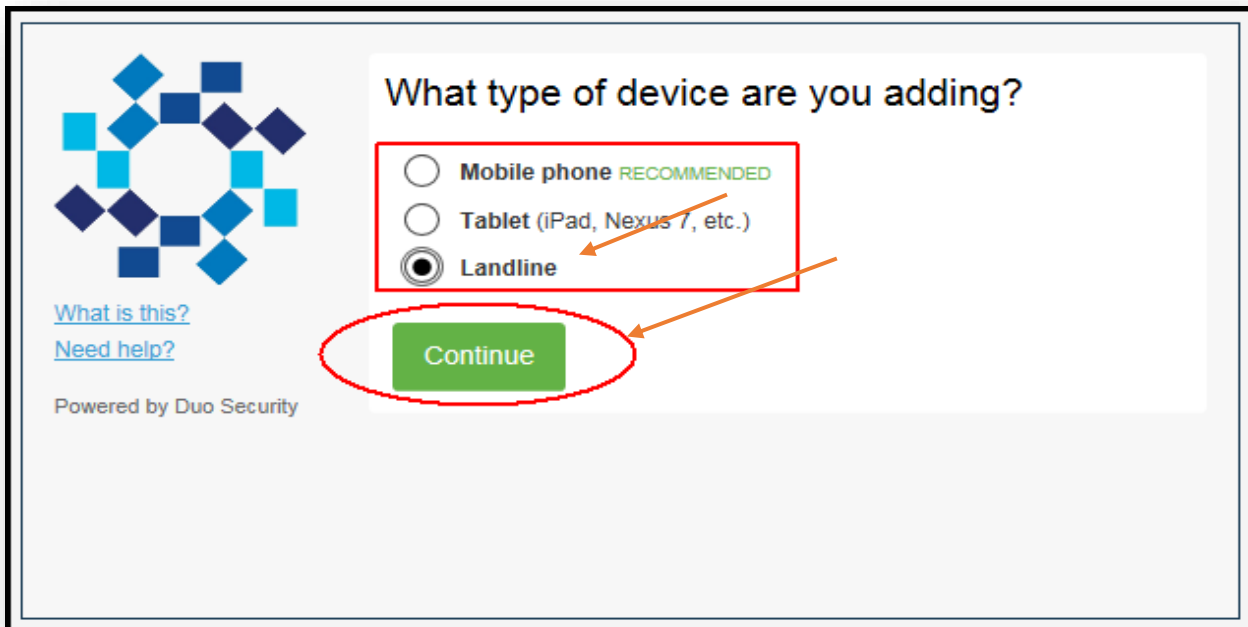 What type of device are you adding?
Mobile phone RECOMMENDED
Tablet (iPad, Nexus 7, etc.)
Landline
Continue
What is this?
Need help?
Powered by Duo Security